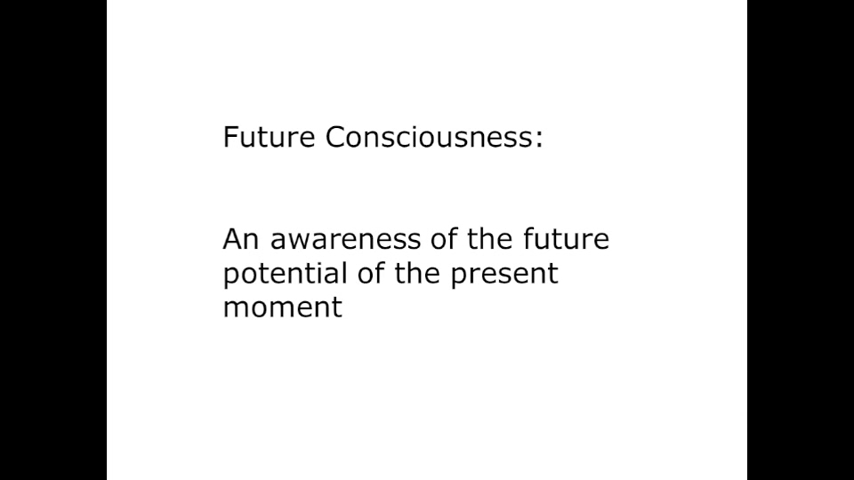 Future Consciousness:
An awareness of the future
potential of the present
moment